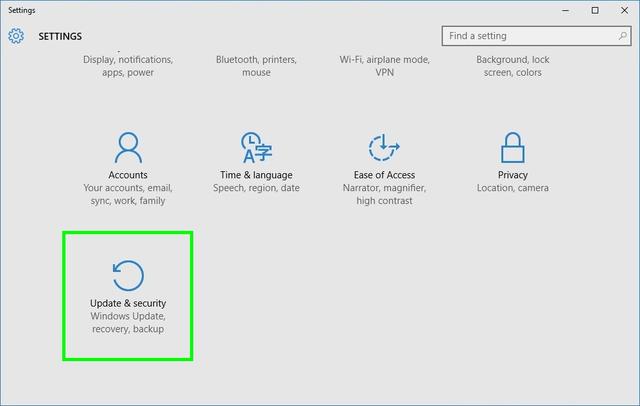 Settings
SETTINGS
Find a setting
Display, notifications,
apps, power
Bluetooth, printers,
mouse
Wi-Fi, airplane mode,
VPN
Background, lock
screen, colors
Accounts
Your accounts, email,
sync, work, family
A字
Time & language
Speech, region, date
Ease of Access
Narrator, magnifier,
high contrast
Privacy
Location, camera
Update & security
Windows Update,
recovery, backup